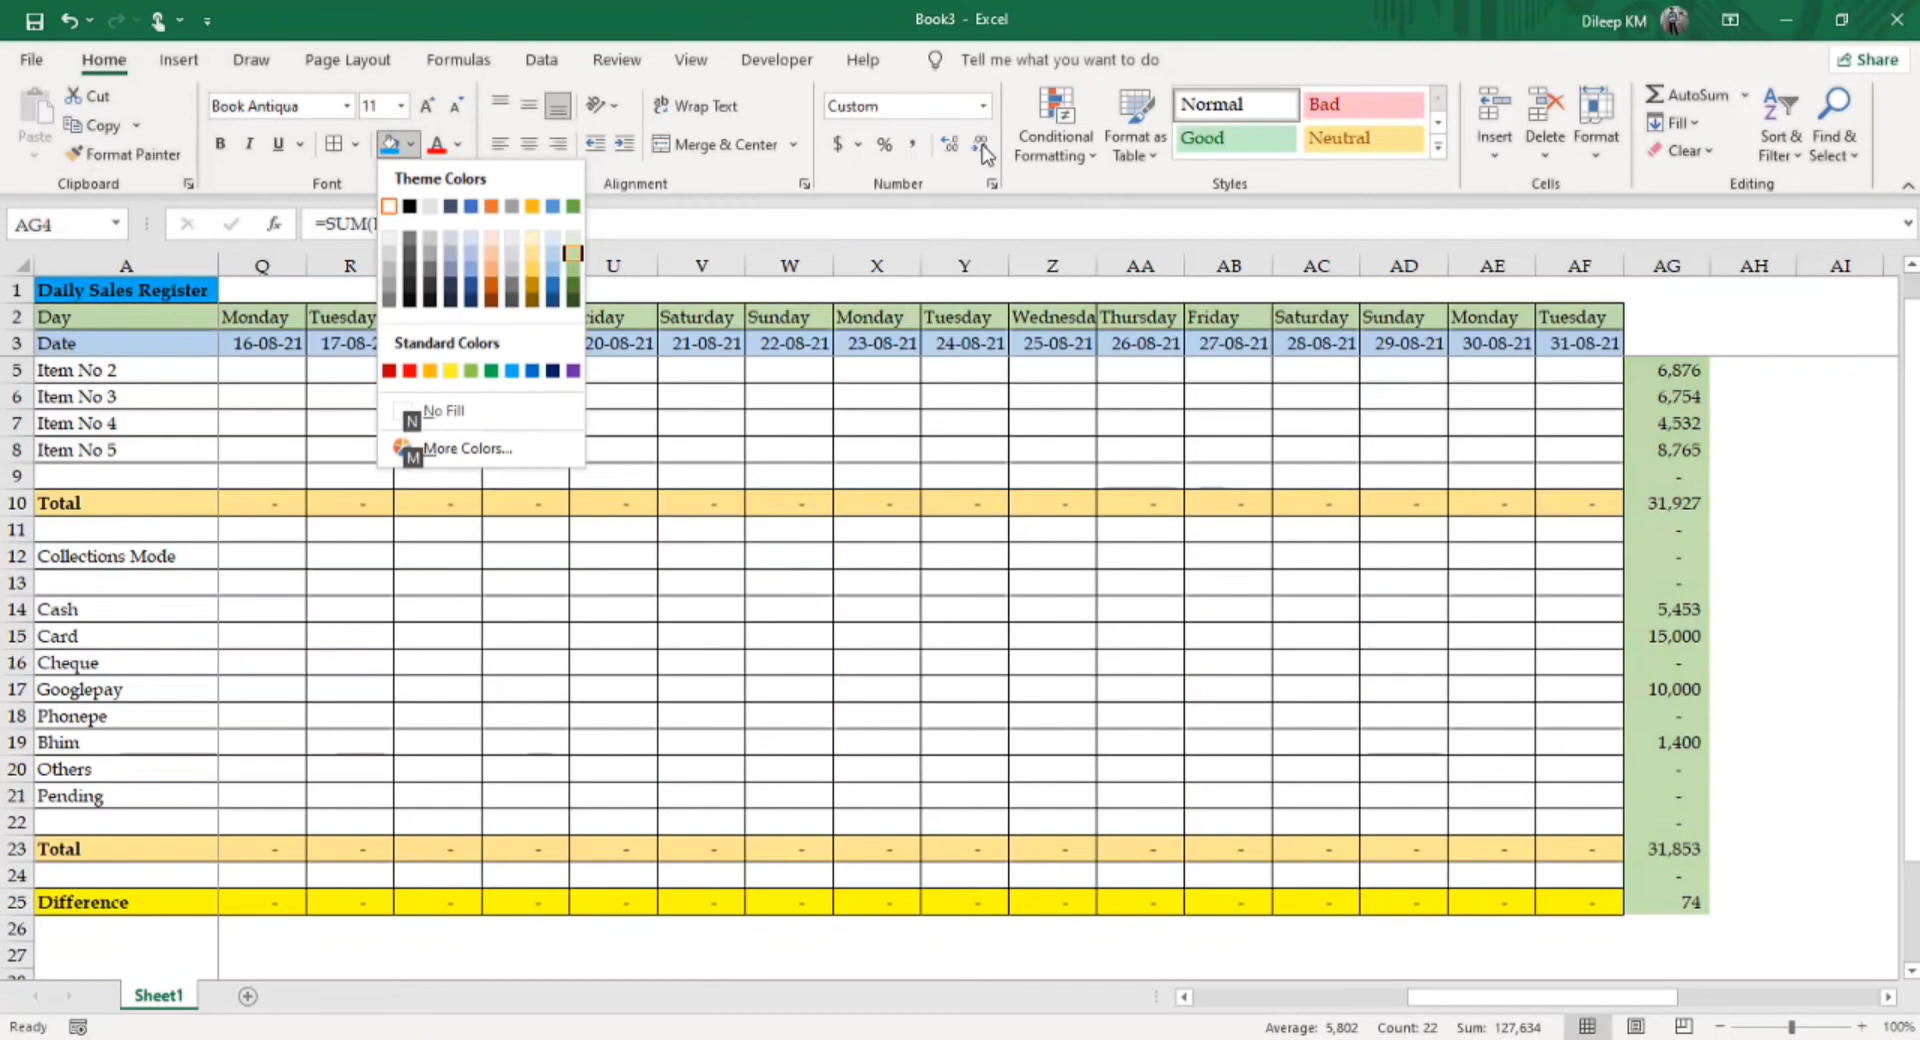 Book3 - Excel
Dileep KM
File Home Insert Draw Page Layout Formulas Data Review View Developer Help Tell me what you want to do Share
Paste
Cut
Copy
Format Painter
Clipboard
Book Antiqua 11
B I U
Font
Wrap Text
Merge & Center
Alignment
Custom
$ % ,
Number
Conditional Formatting
Format as Table
Normal Bad
Good Neutral
Styles
Insert Delete Format
Cells
AutoSum
Fill
Clear
Sort & Filter
Find & Select
Editing
AG4 fx =SUM(
Theme Colors
Standard Colors
N No Fill
M More Colors...
A Q R U V W X Y Z AA AB AC AD AE AF AG AH AI
1 Daily Sales Register
2 Day Monday Tuesday iday Saturday Sunday Monday Tuesday Wednesda Thursday Friday Saturday Sunday Monday Tuesday
3 Date 16-08-21 17-08-2 20-08-21 21-08-21 22-08-21 23-08-21 24-08-21 25-08-21 26-08-21 27-08-21 28-08-21 29-08-21 30-08-21 31-08-21
5 Item No 2 6,876
6 Item No 3 6,754
7 Item No 4 4,532
8 Item No 5 8,765
9 -
10 Total - - - - - - - - - - - - - - - - 31,927
11 -
12 Collections Mode -
13 -
14 Cash 5,453
15 Card 15,000
16 Cheque -
17 Googlepay 10,000
18 Phonepe -
19 Bhim 1,400
20 Others -
21 Pending -
22 -
23 Total - - - - - - - - - - - - - - - - 31,853
24 -
25 Difference - - - - - - - - - - - - - - - - 74
26
27
Sheet1
Ready Average: 5,802 Count: 22 Sum: 127,634 100%